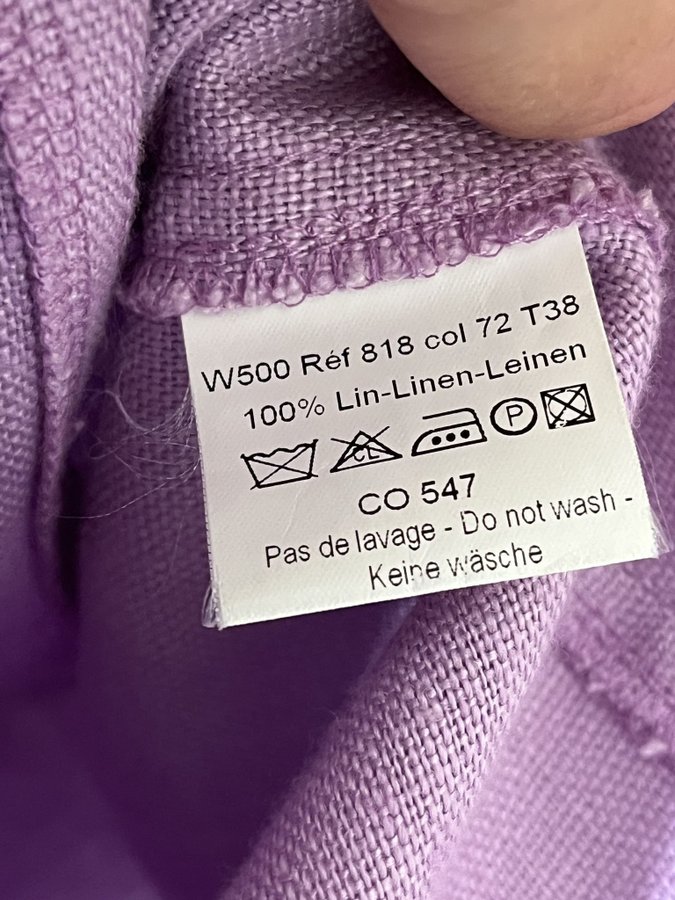 W500 Réf 818 col 72 T38
100% Lin-Linen-Leinen
CL P
CO 547
Pas de lavage - Do not wash -
Keine wäsche